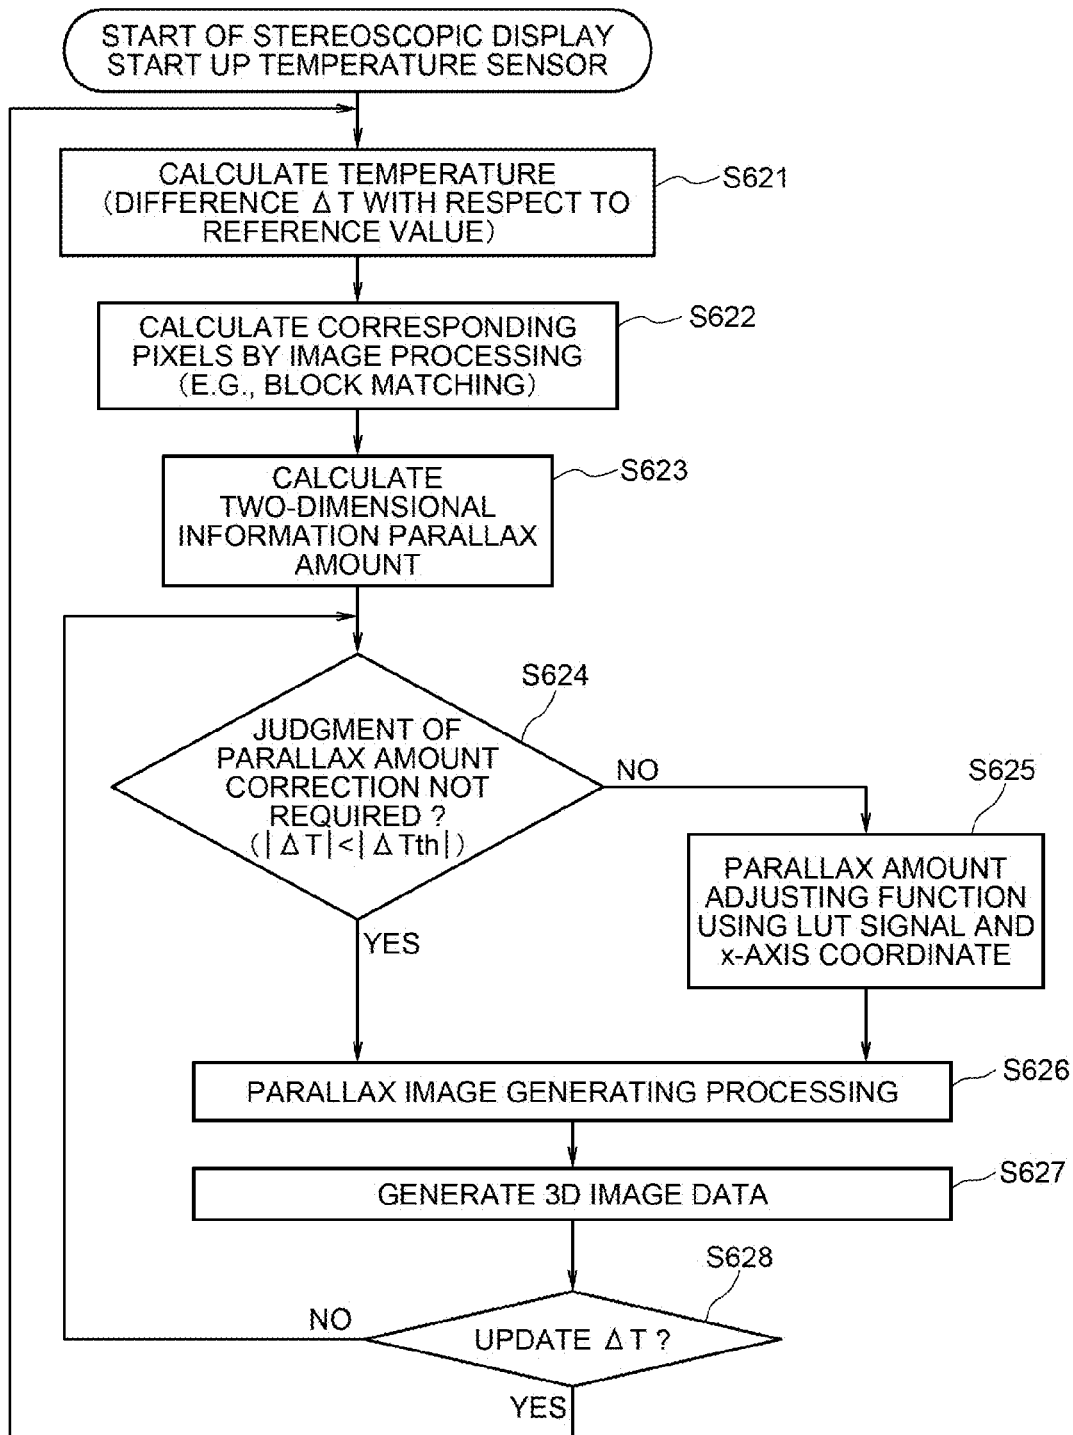 START OF STEREOSCOPIC DISPLAY
START UP TEMPERATURE SENSOR
CALCULATE TEMPERATURE
(DIFFERENCE ΔT WITH RESPECT TO
REFERENCE VALUE)
S621
CALCULATE CORRESPONDING
PIXELS BY IMAGE PROCESSING
(E.G., BLOCK MATCHING)
S622
CALCULATE
TWO-DIMENSIONAL
INFORMATION PARALLAX
AMOUNT
S623
JUDGMENT OF
PARALLAX AMOUNT
CORRECTION NOT
REQUIRED ?
(|ΔT|<|ΔTth|)
S624
NO
YES
S625
PARALLAX AMOUNT
ADJUSTING FUNCTION
USING LUT SIGNAL AND
x-AXIS COORDINATE
PARALLAX IMAGE GENERATING PROCESSING
S626
GENERATE 3D IMAGE DATA
S627
S628
NO
UPDATE ΔT ?
YES